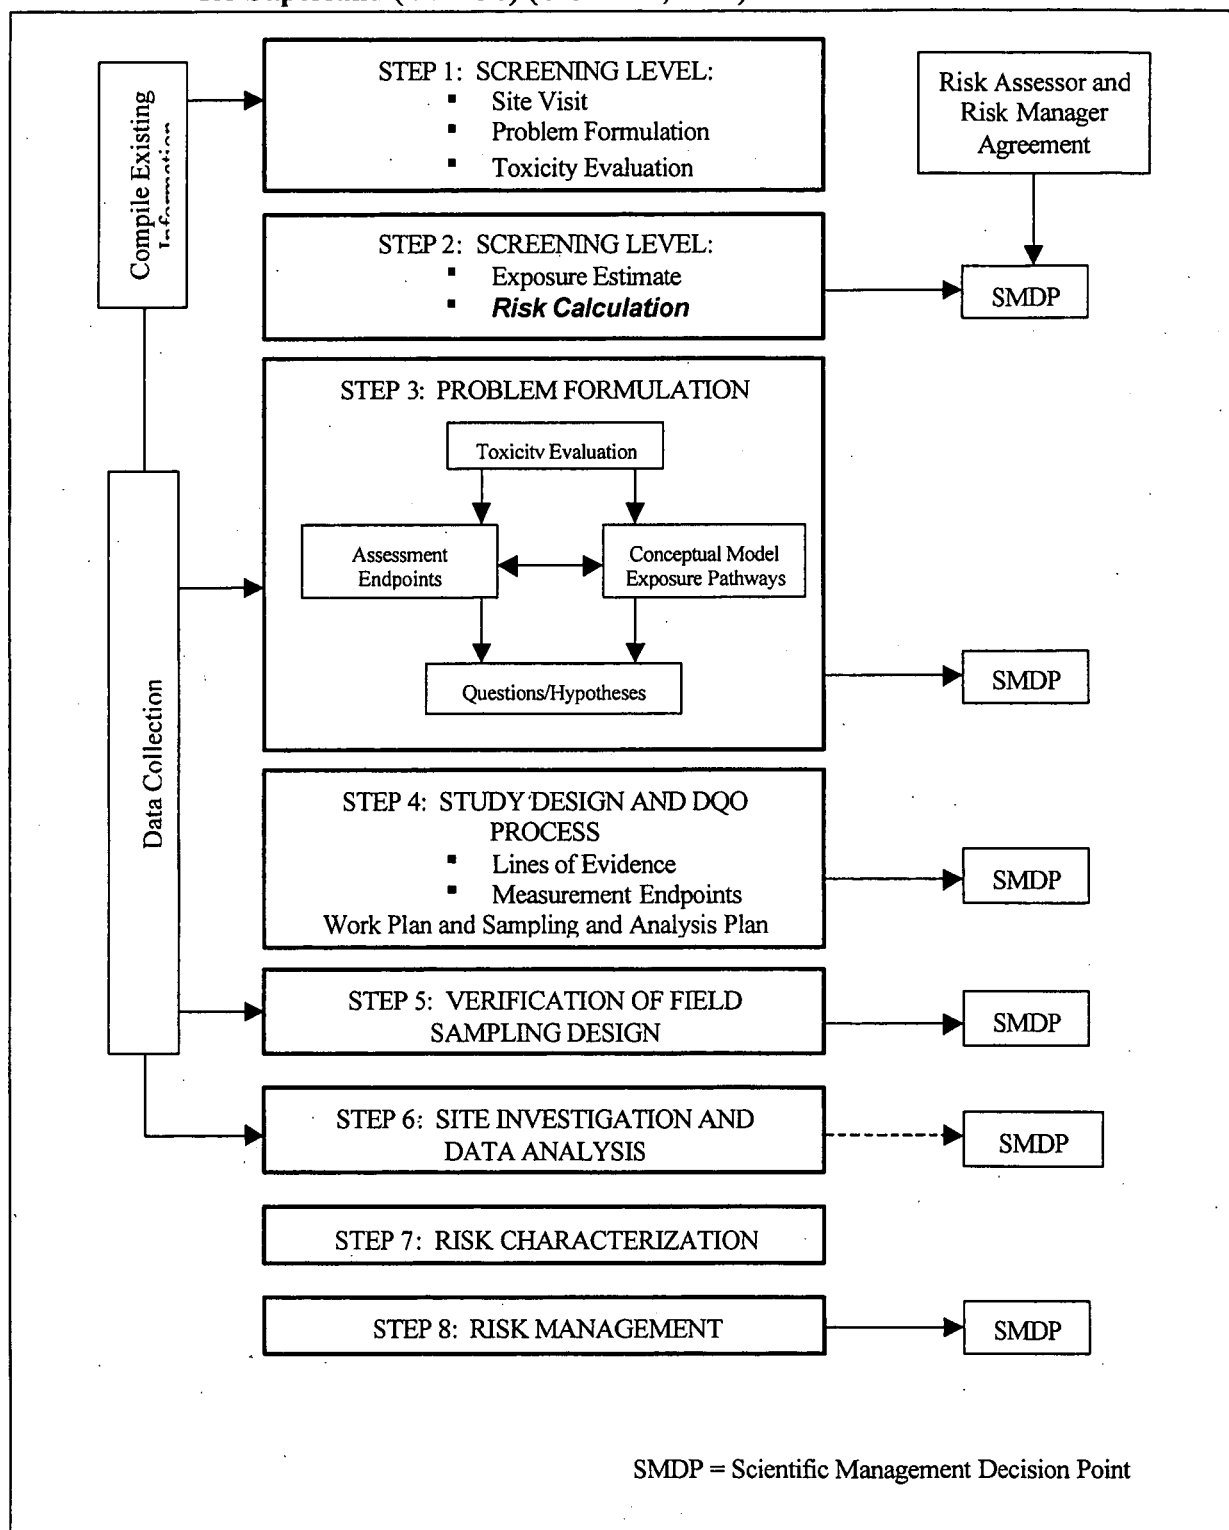 STEP 1: SCREENING LEVEL:
▪ Site Visit
▪ Problem Formulation
▪ Toxicity Evaluation
Compile Existing
Risk Assessor and
Risk Manager
Agreement
STEP 2: SCREENING LEVEL:
▪ Exposure Estimate
▪ Risk Calculation
SMDP
STEP 3: PROBLEM FORMULATION
Toxicity Evaluation
Assessment
Endpoints
Conceptual Model
Exposure Pathways
Questions/Hypotheses
SMDP
Data Collection
STEP 4: STUDY DESIGN AND DQO
PROCESS
▪ Lines of Evidence
▪ Measurement Endpoints
Work Plan and Sampling and Analysis Plan
SMDP
STEP 5: VERIFICATION OF FIELD
SAMPLING DESIGN
SMDP
STEP 6: SITE INVESTIGATION AND
DATA ANALYSIS
SMDP
STEP 7: RISK CHARACTERIZATION
STEP 8: RISK MANAGEMENT
SMDP
SMDP = Scientific Management Decision Point